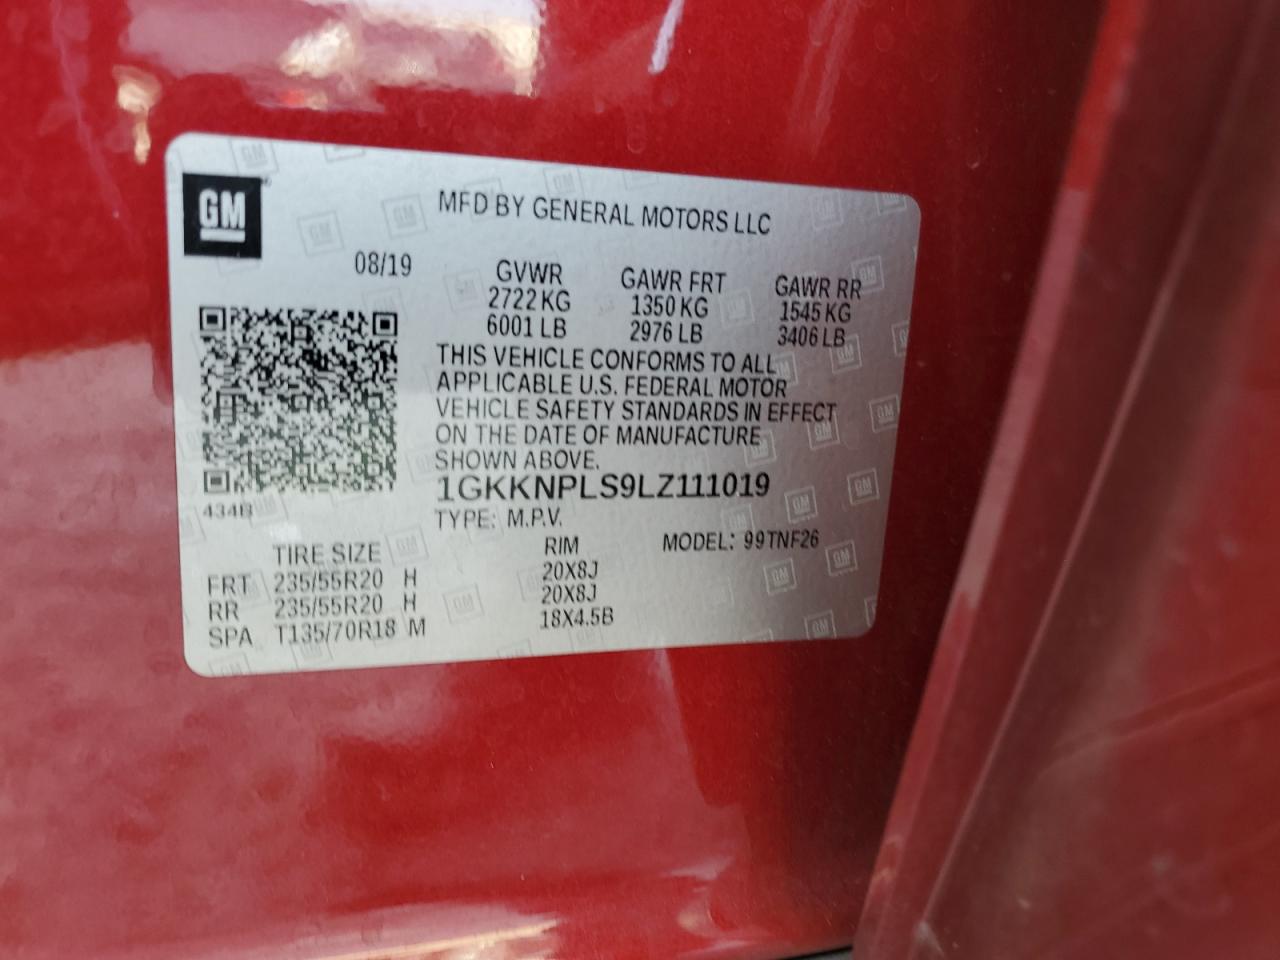 GM
MFD BY GENERAL MOTORS LLC
08/19 GVWR GAWR FRT GAWR RR
2722 KG 1350 KG 1545 KG
6001 LB 2976 LB 3406 LB
THIS VEHICLE CONFORMS TO ALL
APPLICABLE U.S. FEDERAL MOTOR
VEHICLE SAFETY STANDARDS IN EFFECT
ON THE DATE OF MANUFACTURE
SHOWN ABOVE.
1GKKNPLS9LZ111019
434B
TYPE: M.P.V.
MODEL: 99TNF26
TIRE SIZE RIM
FRT 235/55R20 H 20X8J
RR 235/55R20 H 20X8J
SPA T135/70R18 M 18X4.5B